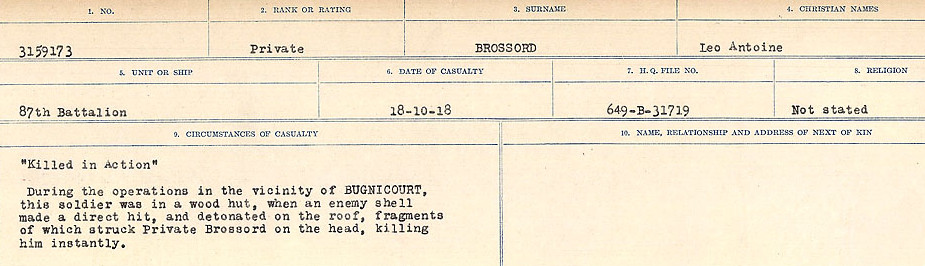 1. NO.
2. RANK OR RATING
3. SURNAME
4. CHRISTIAN NAMES
3159173
Private
BROSSORD
Leo Antoine
5. UNIT OR SHIP
6. DATE OF CASUALTY
7. H.Q. FILE NO.
8. RELIGION
87th Battalion
18-10-18
649-B-31719
Not stated
9. CIRCUMSTANCES OF CASUALTY
10. NAME, RELATIONSHIP AND ADDRESS OF NEXT OF KIN
"Killed in Action"
During the operations in the vicinity of BUGNICOURT,
this soldier was in a wood hut, when an enemy shell
made a direct hit, and detonated on the roof, fragments
of which struck Private Brossord on the head, killing
him instantly.